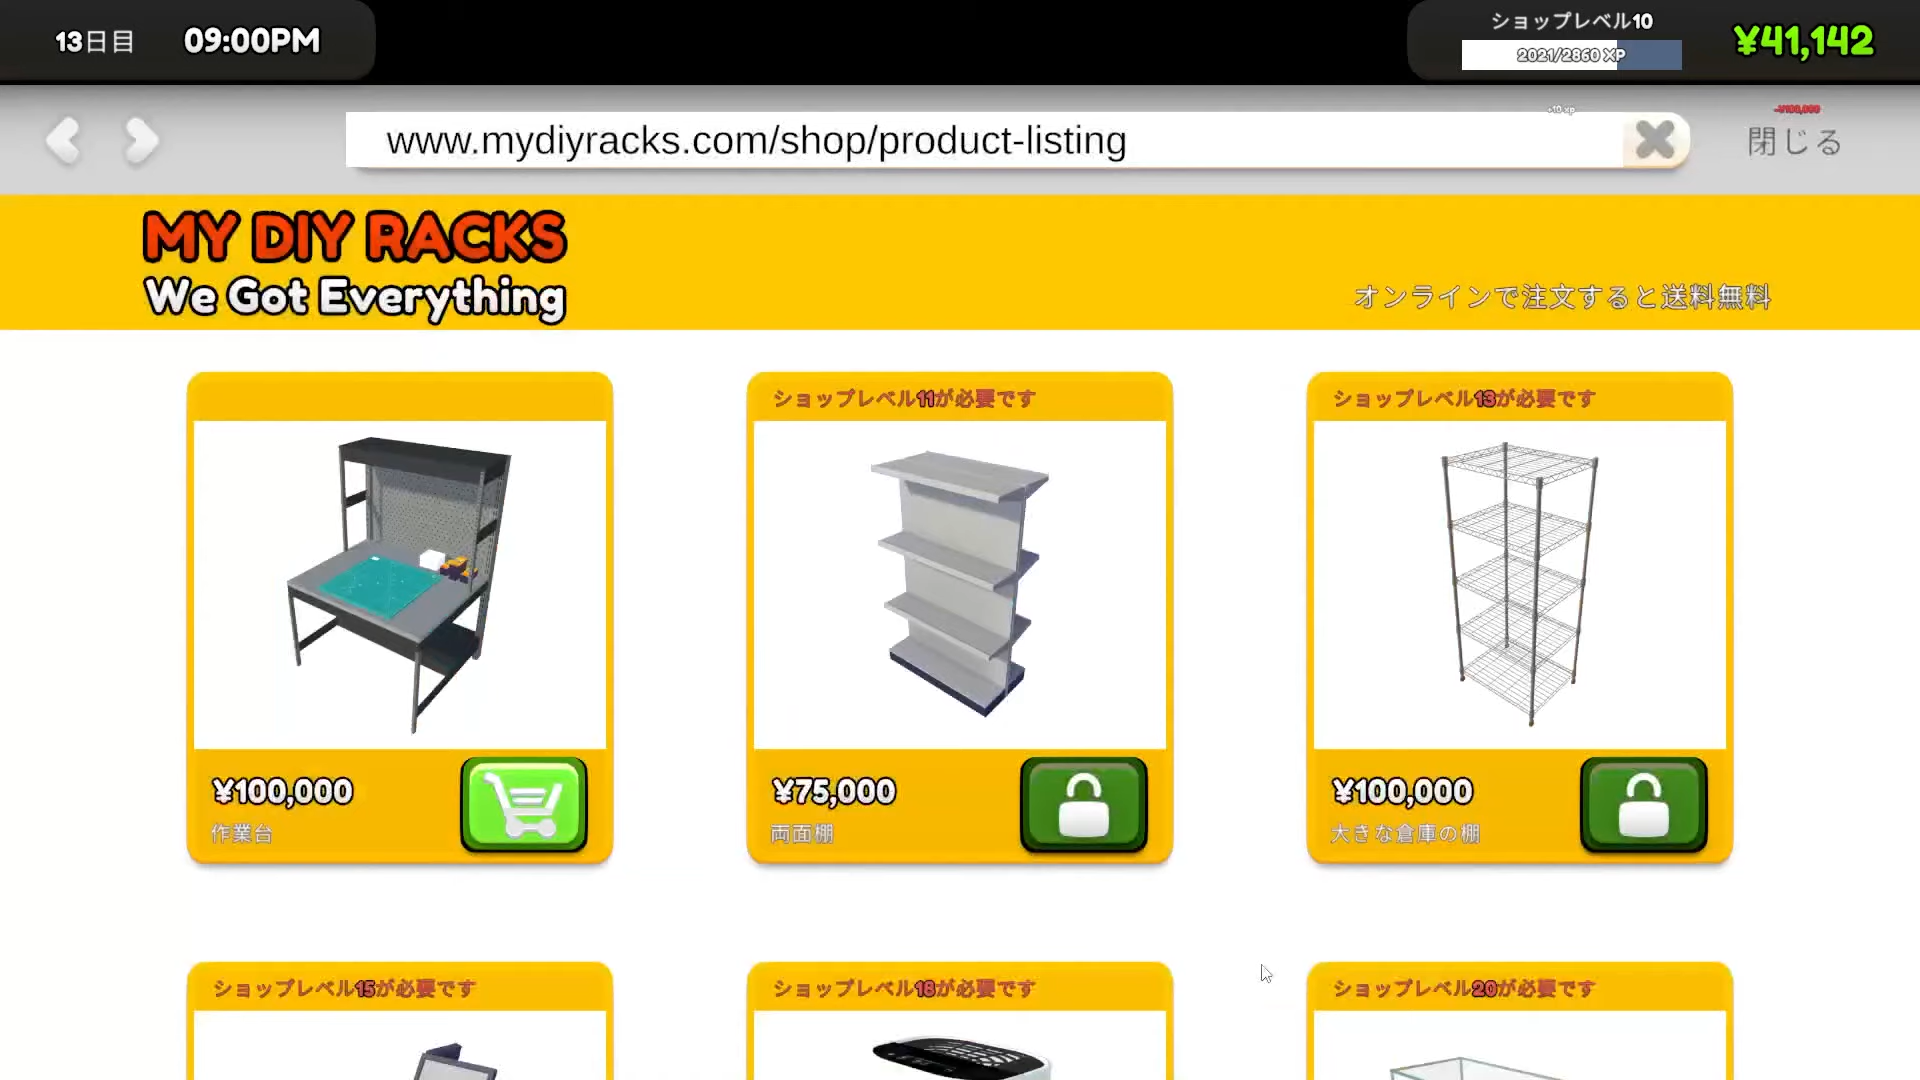 13日目 09:00PM
ショップレベル10
2021/2860 XP
¥41,142
+10 xp
-¥100,000
www.mydiyracks.com/shop/product-listing
閉じる
MY DIY RACKS
We Got Everything
オンラインで注文すると送料無料
ショップレベル11が必要です
ショップレベル13が必要です
¥100,000
作業台
¥75,000
両面棚
¥100,000
大きな倉庫の棚
ショップレベル15が必要です
ショップレベル18が必要です
ショップレベル20が必要です